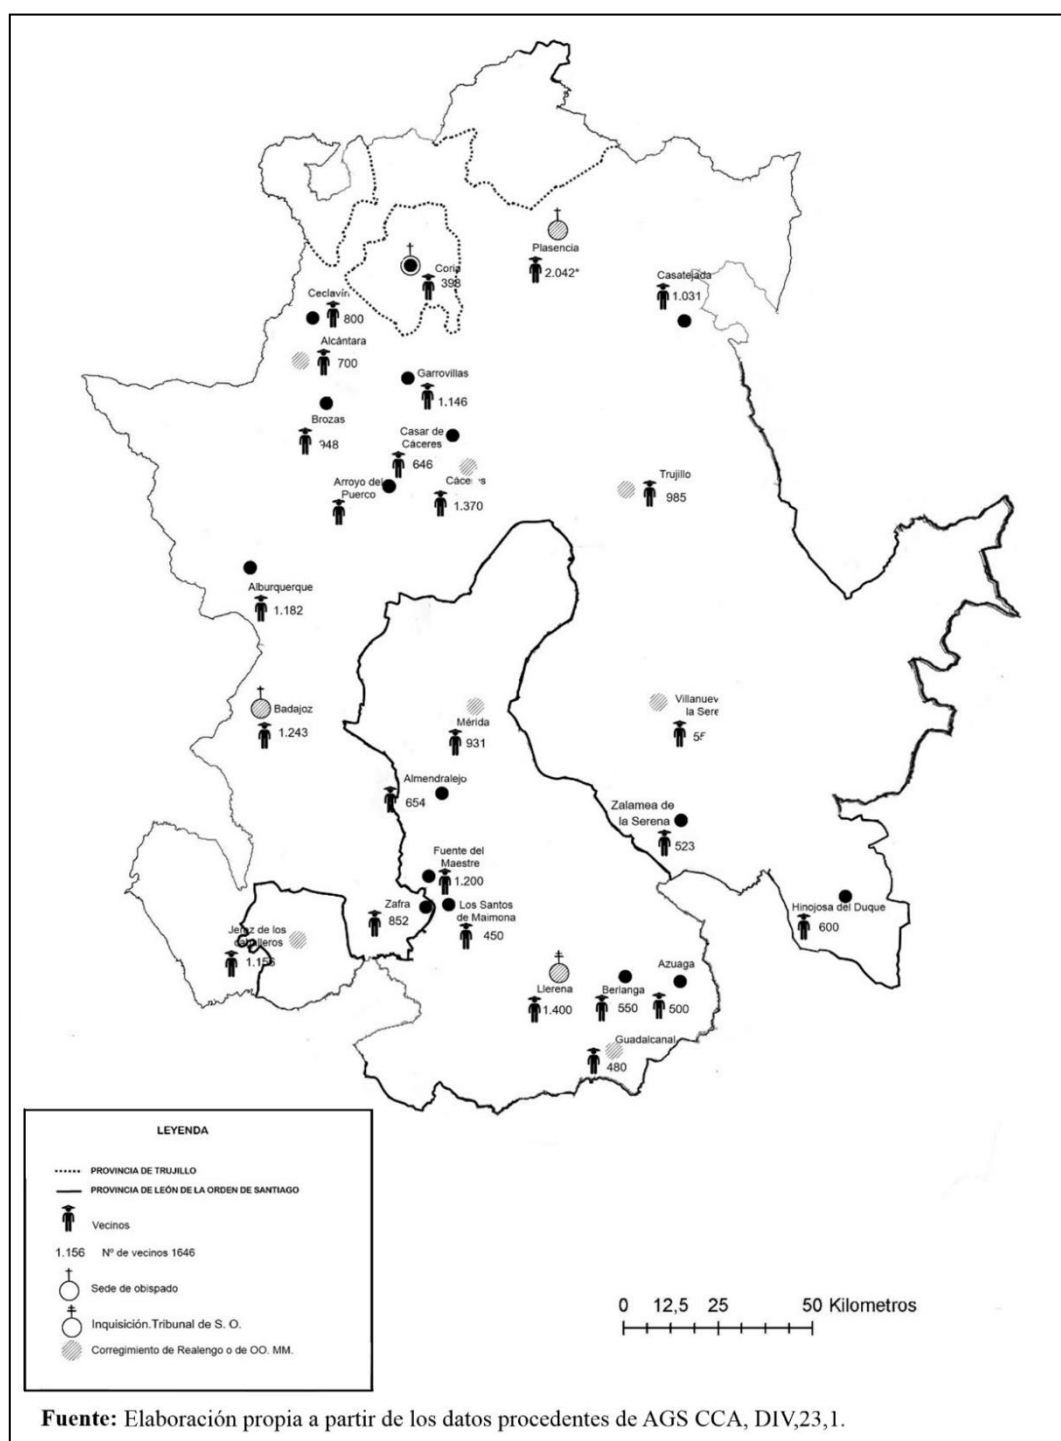 Plasencia
2.042*
Coria
398
Casatejada
1.031
Ceclavín
800
Alcántara
700
Garrovillas
1.146
Brozas
948
Casar de
Cáceres
646
Arroyo del
Puerco
Cáceres
1.370
Trujillo
985
Alburquerque
1.182
Badajoz
1.243
Mérida
931
Villanuev
la Sere
Almendralejo
654
Zalamea de
la Serena
523
Fuente del
Maestre
1.200
Zafra
852
Los Santos
de Maimona
450
Hinojosa del Duque
600
Jerez de los
caballeros
1.156
Llerena
1.400
Berlanga
550
Azuaga
500
Guadalcanal
480
LEYENDA
PROVINCIA DE TRUJILLO
PROVINCIA DE LEÓN DE LA ORDEN DE SANTIAGO
Vecinos
1.156 Nº de vecinos 1646
Sede de obispado
Inquisición.Tribunal de S. O.
Corregimiento de Realengo o de OO. MM.
0 12,5 25 50 Kilometros
Fuente: Elaboración propia a partir de los datos procedentes de AGS CCA, DIV,23,1.